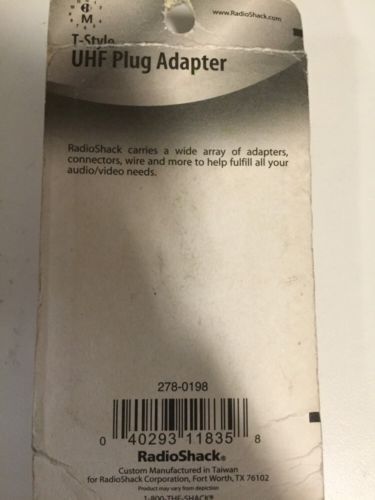 www.RadioShack.com
M
T-Style
UHF Plug Adapter
RadioShack carries a wide array of adapters,
connectors, wire and more to help fulfill all your
audio/video needs.
278-0198
0 40293 11835 8
RadioShack®
Custom Manufactured in Taiwan
for RadioShack Corporation, Fort Worth, TX 76102
Product may vary from depiction
1-800-THE-SHACK®